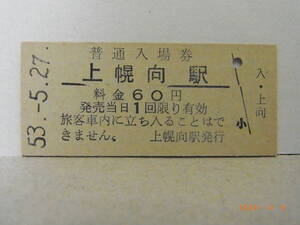 53.-5.27.
普通入場券
上幌向駅
料金60円
発売当日1回限り有効
旅客車内に立ち入ることはで
きません。 上幌向駅発行
入・上向
小